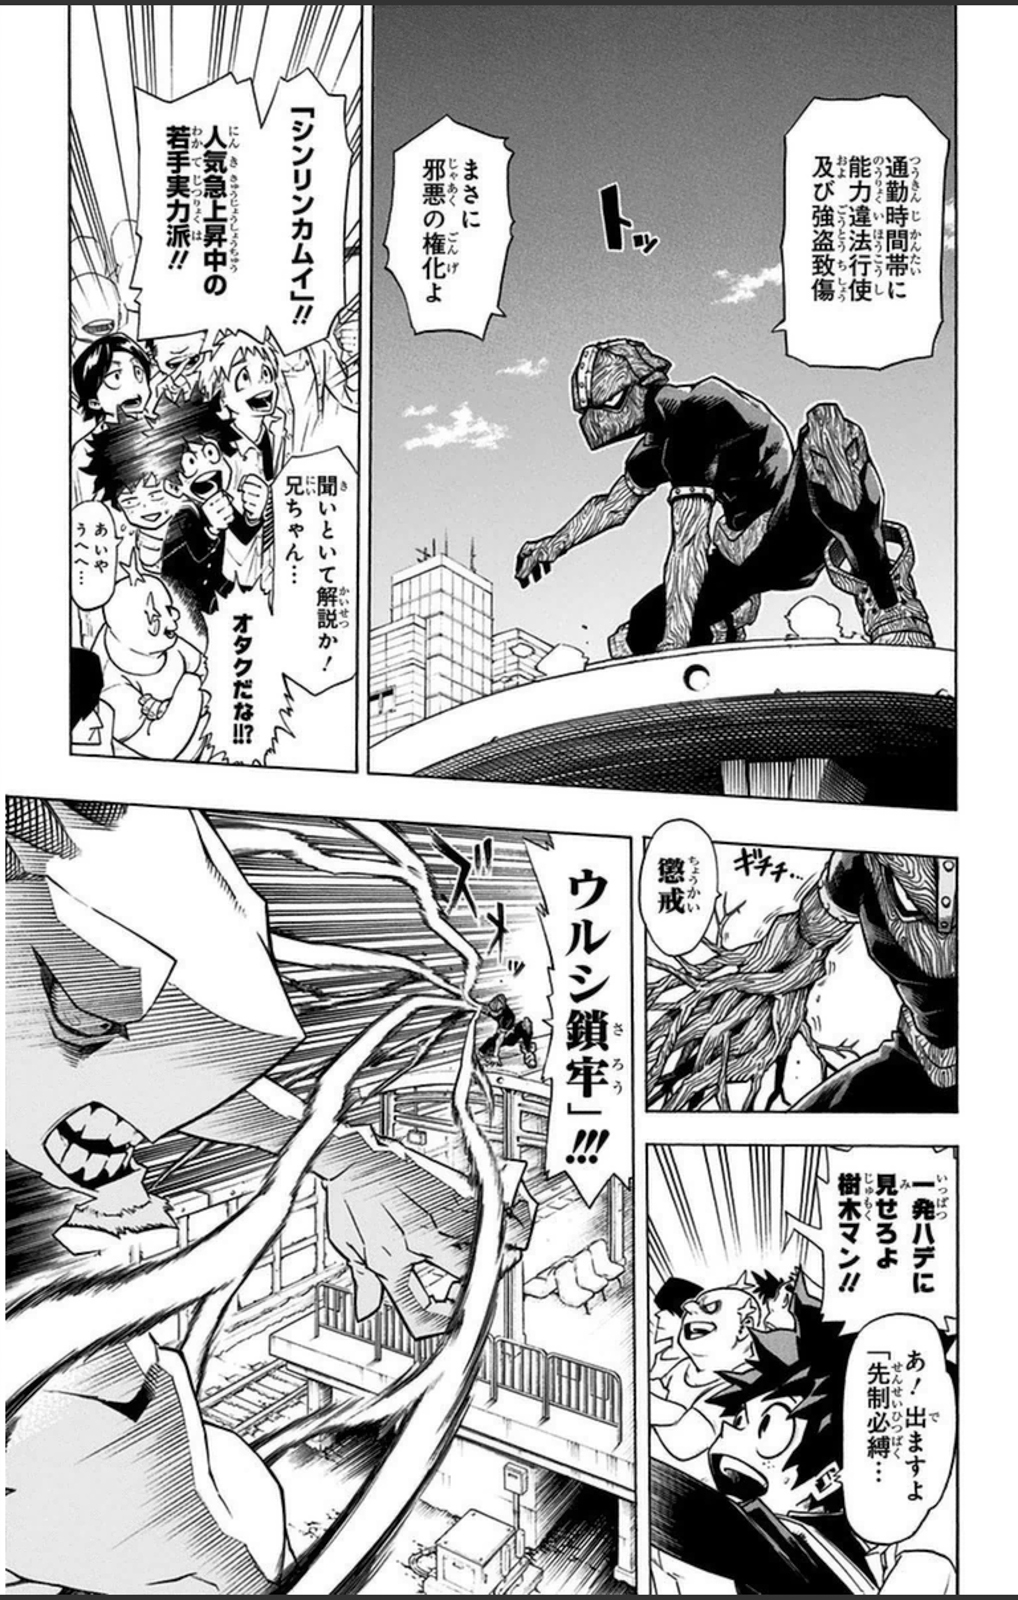 通勤時間帯に
能力違法行使
及び強盗致傷
トッ
まさに
邪悪の権化よ
「シンリンカムイ」!!
人気急上昇中の
若手実力派!!
聞いといて解説か!
兄ちゃん…
オタクだな!!?
あいや
うへへ…
ギチチ…
懲戒
一発ハデに
見せろよ
樹木マン!!
あ!出ますよ
「先制必縛…
ウルシ鎖牢」!!!
ズ